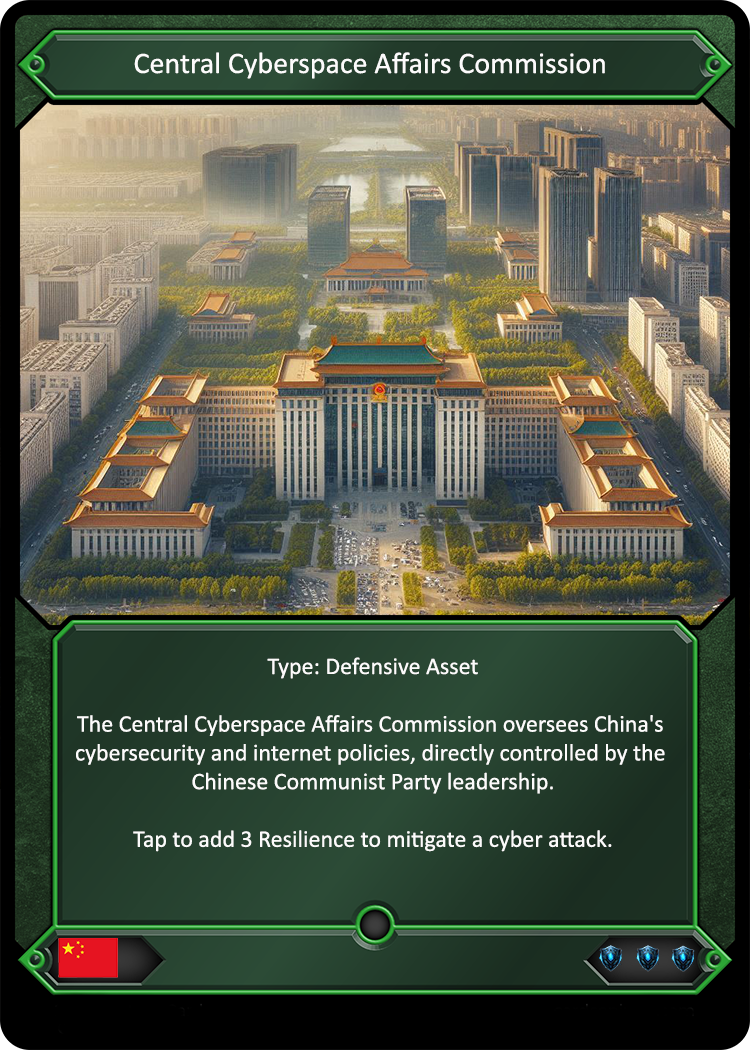 Central Cyberspace Affairs Commission
Type: Defensive Asset
The Central Cyberspace Affairs Commission oversees China's
cybersecurity and internet policies, directly controlled by the
Chinese Communist Party leadership.
Tap to add 3 Resilience to mitigate a cyber attack.